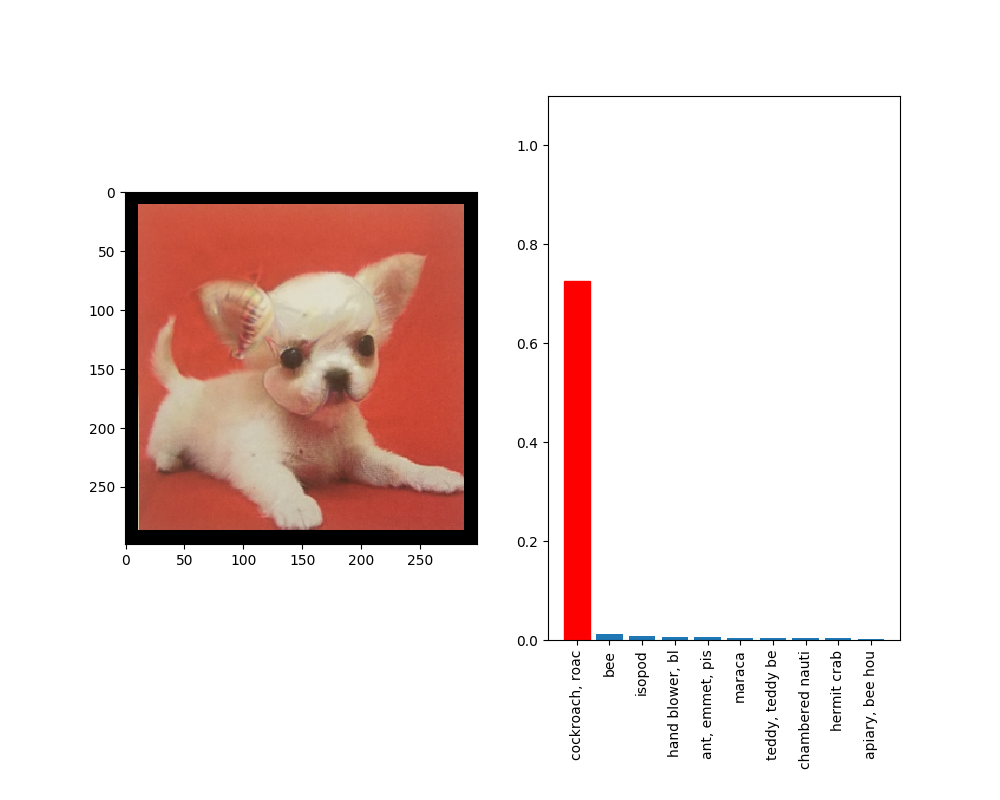 0
50
100
150
200
250
0 50 100 150 200 250
1.0
0.8
0.6
0.4
0.2
0.0
cockroach, roac
bee
isopod
hand blower, bl
ant, emmet, pis
maraca
teddy, teddy be
chambered nauti
hermit crab
apiary, bee hou